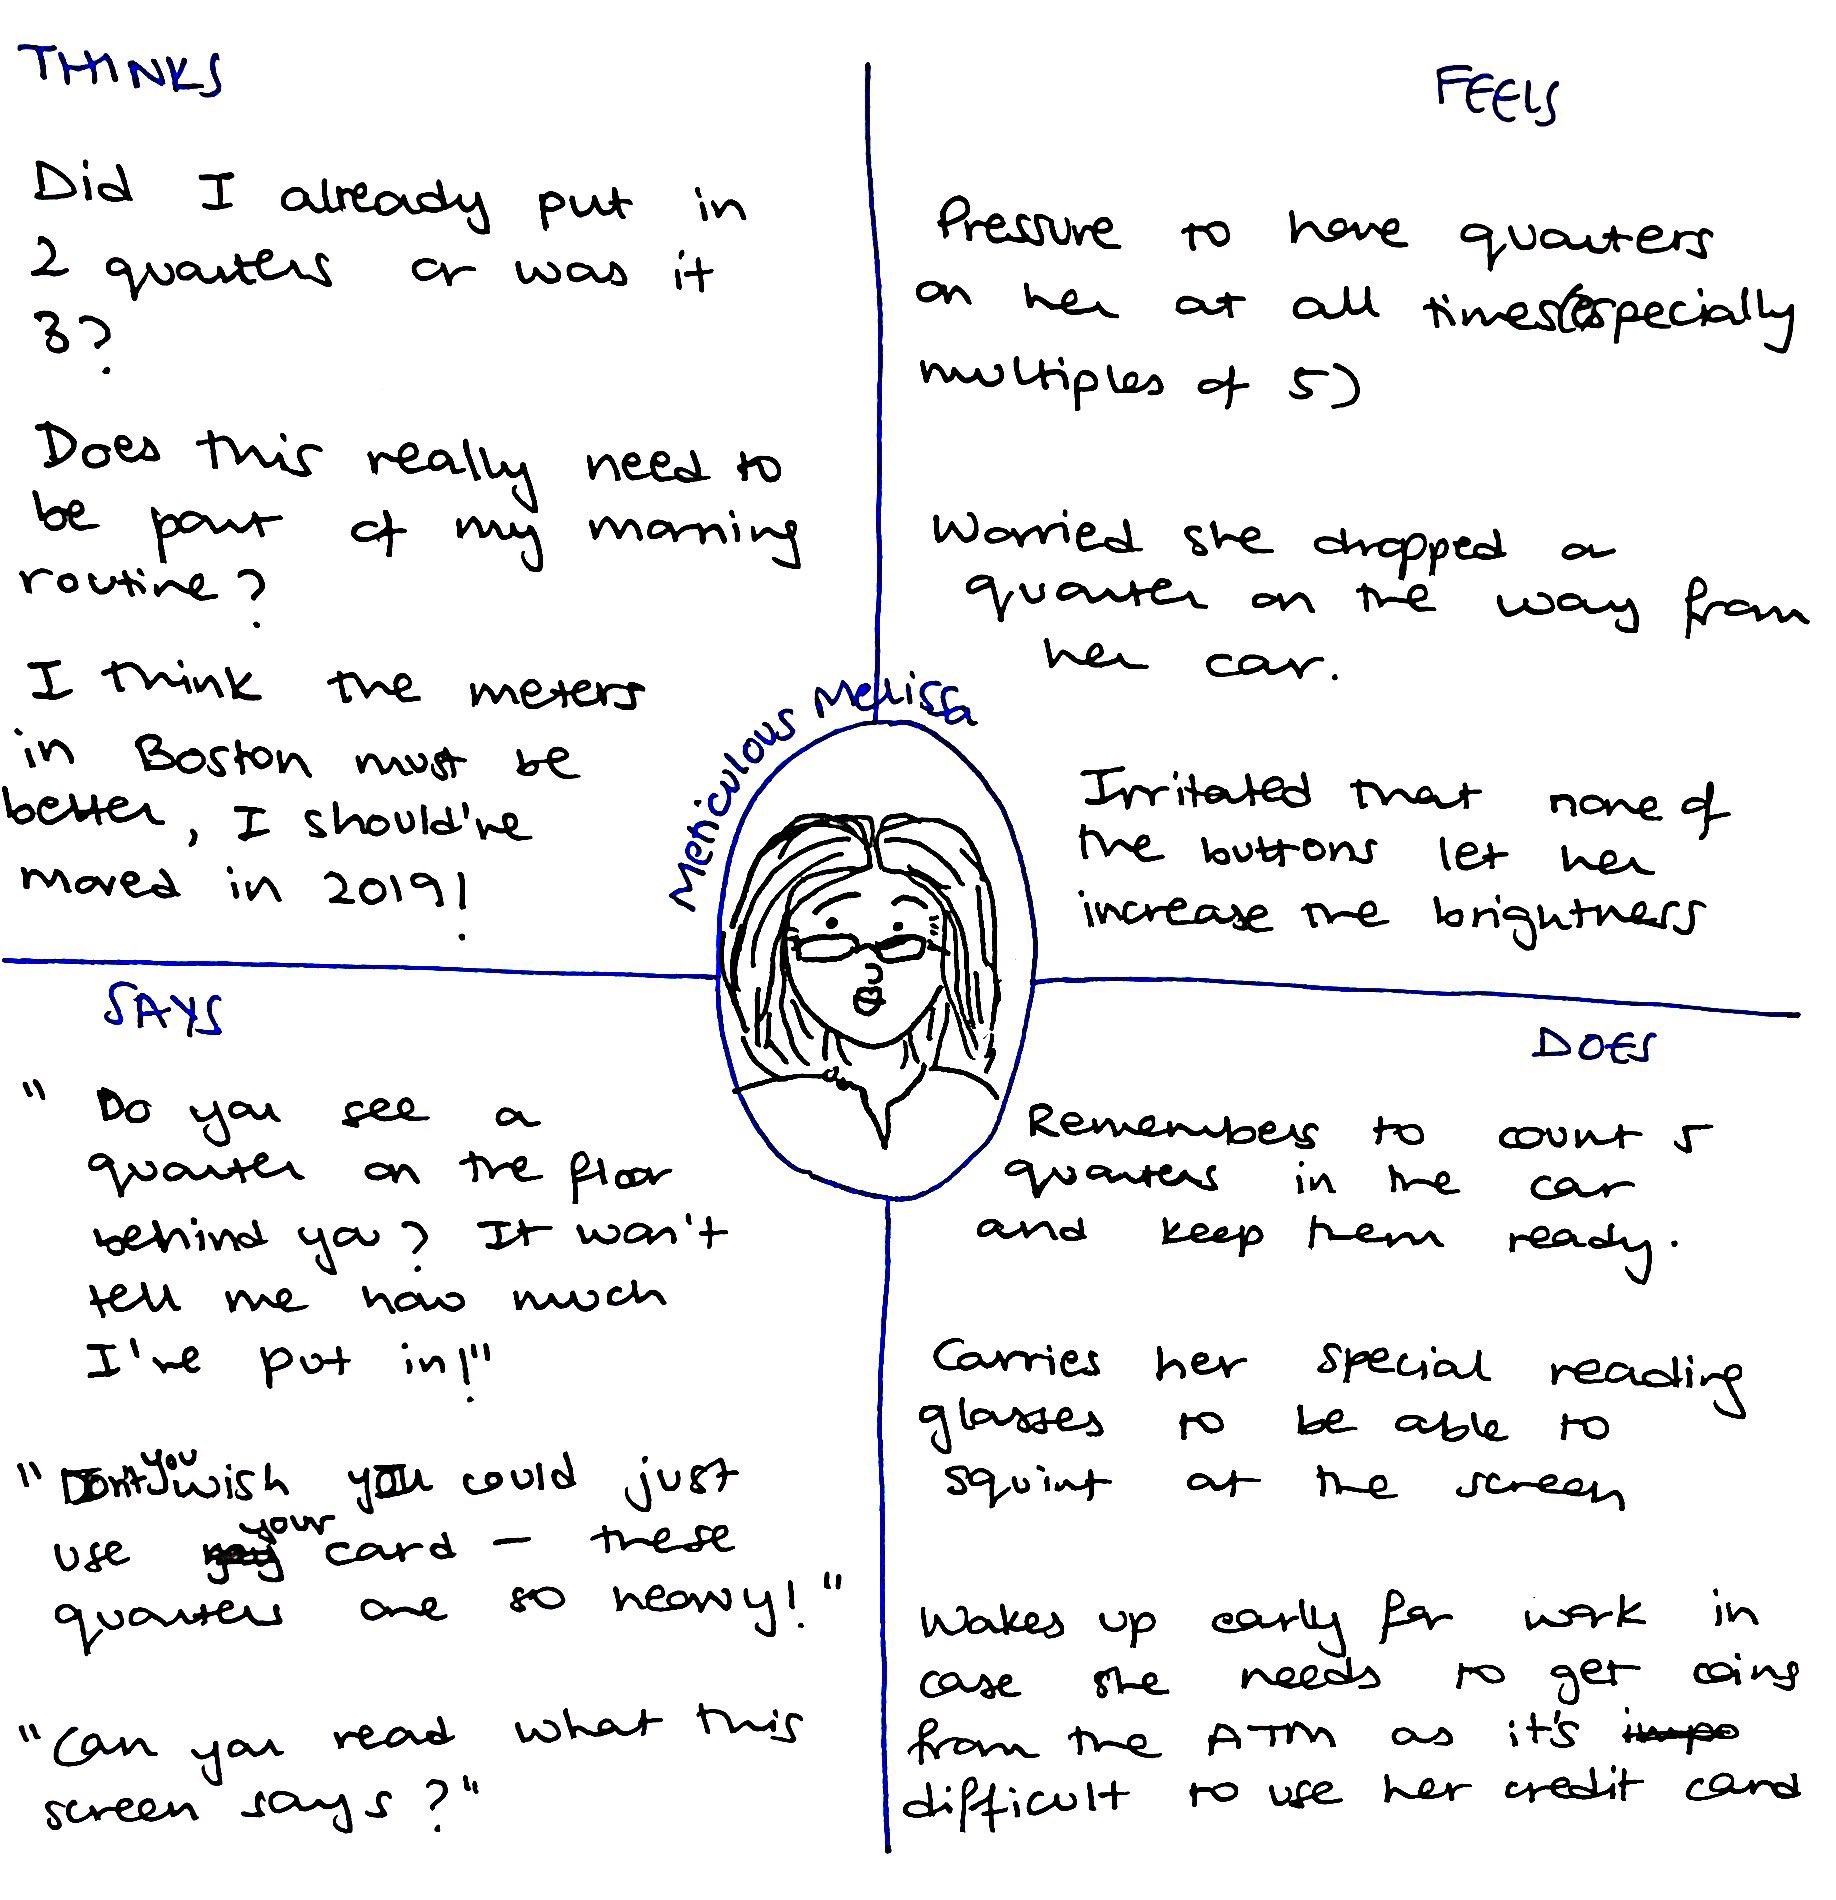 THINKS
Did I already put in
2 quarters or was it
3?
Does this really need to
be part of my morning
routine?
I think the meters
in Boston must be
better, I should've
moved in 2019!
FEELS
Pressure to have quarters
on her at all times(especially
multiples of 5)
Worried she dropped a
quarter on the way from
her car.
Irritated that none of
the buttons let her
increase the brightness
Meticulous Melissa
SAYS
" Do you see a
quarter on the floor
behind you? It won't
tell me how much
I've put in!"
"Dont you wish you could just
use your card - these
quarters are so heavy!"
"Can you read what this
screen says?"
DOES
Remembers to count 5
quarters in the car
and keep them ready.
Carries her special reading
glasses to be able to
squint at the screen
Wakes up early for work in
case she needs to get coins
from the ATM as it's
difficult to use her credit card